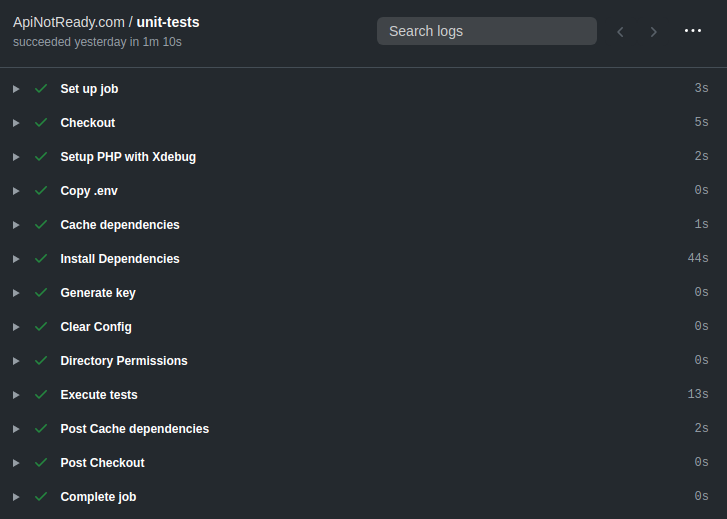 ApiNotReady.com / unit-tests
succeeded yesterday in 1m 10s
Search logs
Set up job 3s
Checkout 5s
Setup PHP with Xdebug 2s
Copy .env 0s
Cache dependencies 1s
Install Dependencies 44s
Generate key 0s
Clear Config 0s
Directory Permissions 0s
Execute tests 13s
Post Cache dependencies 2s
Post Checkout 0s
Complete job 0s